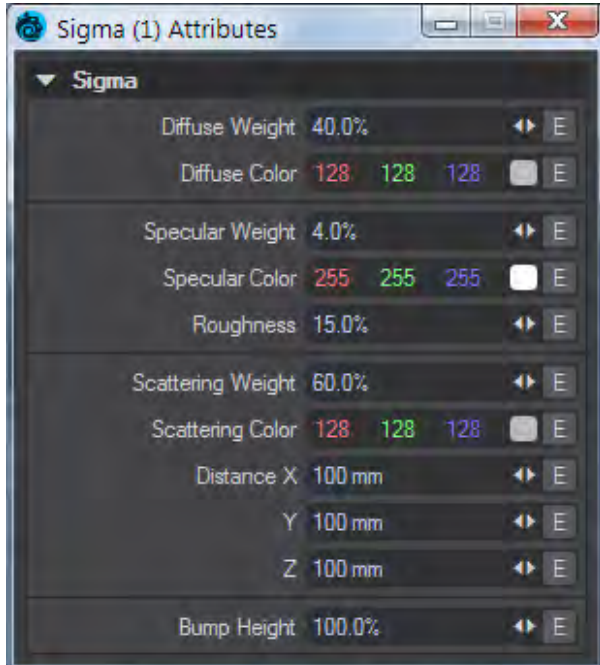 Sigma (1) Attributes
Sigma
Diffuse Weight 40.0% E
Diffuse Color 128 128 128 E
Specular Weight 4.0% E
Specular Color 255 255 255 E
Roughness 15.0% E
Scattering Weight 60.0% E
Scattering Color 128 128 128 E
Distance X 100 mm E
Y 100 mm E
Z 100 mm E
Bump Height 100.0% E